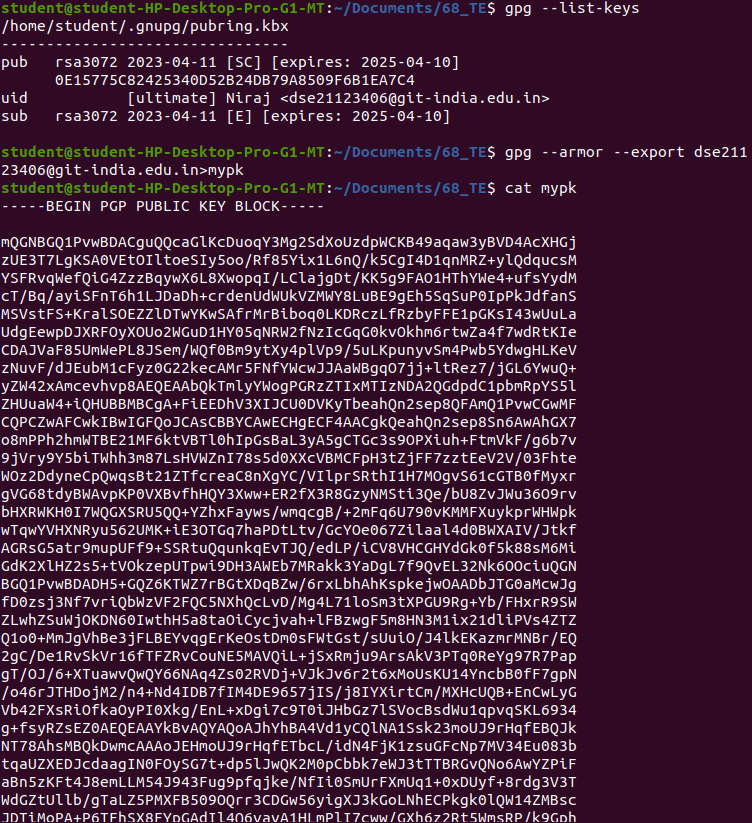 student@student-HP-Desktop-Pro-G1-MT:~/Documents/68_TE$ gpg --list-keys
/home/student/.gnupg/pubring.kbx
--------------------------------
pub   rsa3072 2023-04-11 [SC] [expires: 2025-04-10]
      0E15775C82425340D52B24DB79A8509F6B1EA7C4
uid           [ultimate] Niraj <dse21123406@git-india.edu.in>
sub   rsa3072 2023-04-11 [E] [expires: 2025-04-10]
student@student-HP-Desktop-Pro-G1-MT:~/Documents/68_TE$ gpg --armor --export dse211
23406@git-india.edu.in>mypk
student@student-HP-Desktop-Pro-G1-MT:~/Documents/68_TE$ cat mypk
-----BEGIN PGP PUBLIC KEY BLOCK-----
mQGNBGQ1PvwBDACguQQcaGlKcDuoqY3Mg2SdXoUzdpWCKB49aqaw3yBVD4AcXHGj
zUE3T7LgKSA0VEtOIltoeSIy5oo/Rf85Yix1L6nQ/k5CgI4D1qnMRZ+ylQdqucsM
YSFRvqWefQiG4ZzzBqywX6L8XwopqI/LClajgDt/KK5g9FAO1HThYWe4+ufsYydM
cT/Bq/ayiSFnT6h1LJDaDh+crdenUdWUkVZMWY8LuBE9gEh5SqSuP0IpPkJdfanS
MSVstFS+KralSOEZZlDTwYKwSAfrMrBiboq0LKDRczLfRzbyFFE1pGKsI43wUuLa
UdgEewpDJXRFOyXOUo2WGuD1HY05qNRW2fNzIcGqG0kvOkhm6rtwZa4f7wdRtKIe
CDAJVaF85UmWePL8JSem/WQf0Bm9ytXy4plVp9/5uLKpunyvSm4Pwb5YdwgHLKeV
zNuvF/dJEubM1cFyz0G22kecAMr5FNfYWcwJJAaWBgqO7jj+ltRez7/jGL6YwuQ+
yZW42xAmcevhvp8AEQEAAbQkTmlyYWogPGRzZTIxMTIzNDA2QGdpdC1pbmRpYS5l
ZHUuaW4+iQHUBBMBCgA+FiEEDhV3XIJCU0DVKyTbeahQn2sep8QFAmQ1PvwCGwMF
CQPCZwAFCwkIBwIGFQoJCAsCBBYCAwECHgECF4AACgkQeahQn2sep8Sn6AwAhGX7
o8mPPh2hmWTBE21MF6ktVBTl0hIpGsBaL3yA5gCTGc3s9OPXiuh+FtmVkF/g6b7v
9jVry9Y5biTWhh3m87LsHVWZnI78s5d0XXcVBMCFpH3tZjFF7zztEeV2V/03Fhte
WOz2DdyneCpQwqsBt21ZTfcreaC8nXgYC/VIlprSRthI1H7MOgvS61cGTB0fMyxr
gVG68tdyBWAvpKP0VXBvfhHQY3Xww+ER2fX3R8GzyNMSti3Qe/bU8ZvJWu36O9rv
bHXRWKH0I7WQGXSRU5QQ+YZhxFayws/wmqcgB/+2mFq6U790vKMMFXuykprWHWpk
wTqwYVHXNRyu562UMK+iE3OTGq7haPDtLtv/GcYOe067Zilaal4d0BWXAIV/Jtkf
AGRsG5atr9mupUFf9+SSRtuQqunkqEvTJQ/edLP/iCV8VHCGHYdGk0f5k88sM6Mi
GdK2XlHZ2s5+tVOkzepUTpwi9DH3AWEb7MRakk3YaDgL7f9QvEL32Nk6OOciuQGN
BGQ1PvwBDADH5+GQZ6KTWZ7rBGtXDqBZw/6rxLbhAhKspkejwOAADbJTG0aMcwJg
fD0zsj3Nf7vriQbWzVF2FQC5NXhQcLvD/Mg4L71loSm3tXPGU9Rg+Yb/FHxrR9SW
ZLwhZSuWjOKDN60IwthH5a8taOiCycjvah+lFBzwgF5m8HN3M1ix21dliPVs4ZTZ
Q1o0+MmJgVhBe3jFLBEYvqgErKeOstDm0sFWtGst/sUuiO/J4lkEKazmrMNBr/EQ
2gC/De1RvSkVr16fTFZRvCouNE5MAVQiL+jSxRmju9ArsAkV3PTq0ReYg97R7Pap
gT/OJ/6+XTuawvQwQY66NAq4Zs02RVDj+VJkJv6r2t6xMoUsKU14YncbB0fF7gpN
/o46rJTHDojM2/n4+Nd4IDB7fIM4DE9657jIS/j8IYXirtCm/MXHcUQB+EnCwLyG
Vb42FXsRiOfkaOyPI0Xkg/EnL+xDgi7c9T0iJHbGz7lSVocBsdWu1qpvqSKL6934
g+fsyRZsEZ0AEQEAAYkBvAQYAQoAJhYhBA4Vd1yCQlNA1Ssk23moUJ9rHqfEBQJk
NT78AhsMBQkDwmcAAAoJEHmoUJ9rHqfETbcL/idN4FjK1zsuGFcNp7MV34Eu083b
tqaUZXEDJcdaagIN0FOySG7t+dp5lJwQK2M0pCbbk7eWJ3tTTBRGvQNo6AwYZPiF
aBn5zKFt4J8emLLM54J943Fug9pfqjke/NfIi0SmUrFXmUq1+0xDUyf+8rdg3V3T
WdGZtUllb/gTaLZ5PMXFB509OQrr3CDGw56yigXJ3kGoLNhECPkgk0lQW14ZMBsc